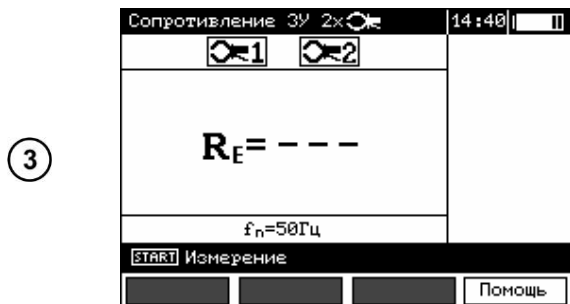 Сопротивление ЗУ 2x 14:40
1 2
3
RE= - - -
fn=50Гц
START Измерение
Помощь